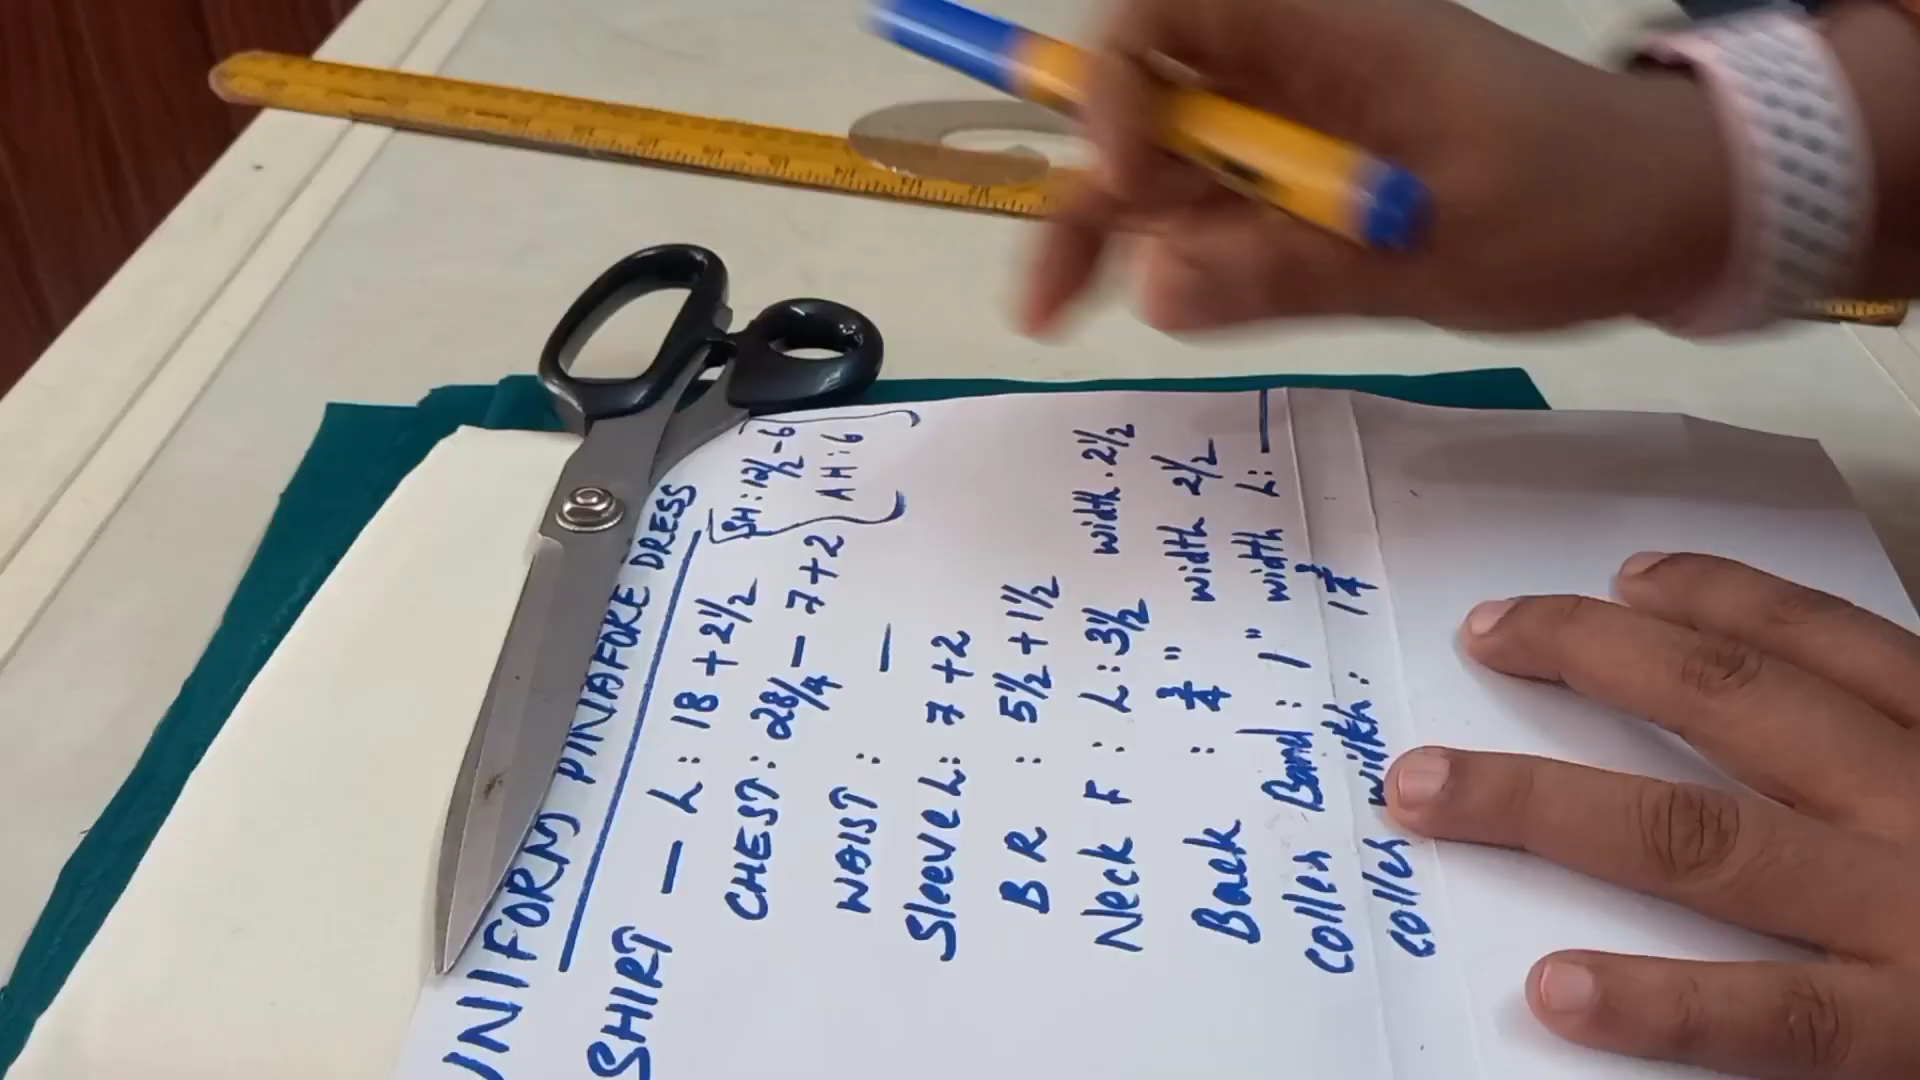 UNIFORM PINAFORE DRESS
SHIRT — L: 18 + 2½ SH: 12½ - 6
CHEST: 28/4 — 7 + 2 AH: 6
WAIST : —
Sleeve L: 7 + 2
BR : 5½ + 1½
Neck F : L: 3½ width: 2½
Back : ¾" width 2½
Coller Band : 1" width L: —
Coller width : 1¾